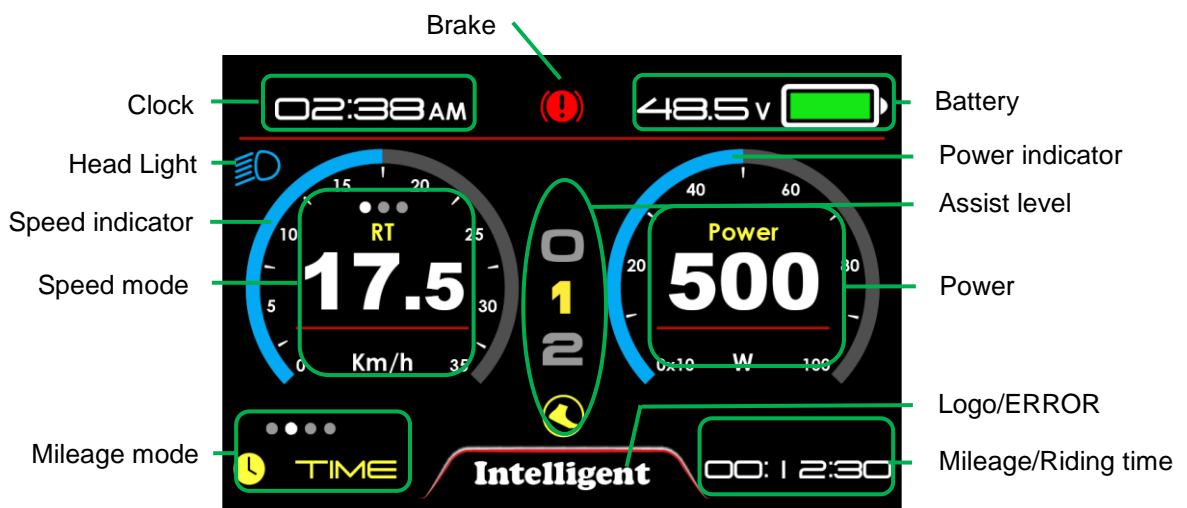 Brake
Clock
02:38 AM
48.5 V
Battery
Head Light
Power indicator
15
20
40
60
Assist level
Speed indicator
10
RT
25
0
Power
Speed mode
17.5
1
20
500
80
Power
5
30
2
0
Km/h
35
0x10
W
100
Logo/ERROR
Mileage mode
TIME
Intelligent
00:12:30
Mileage/Riding time